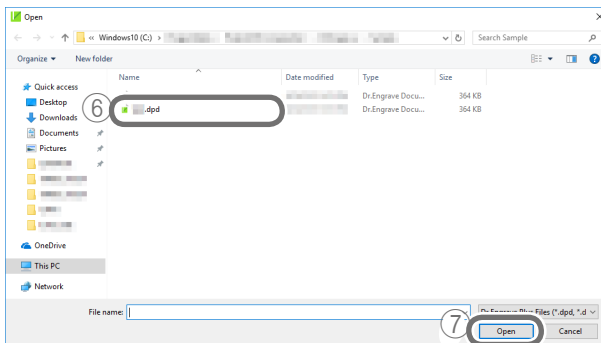 Open
« Windows10 (C:) ›
Search Sample
Organize
New folder
Name
Date modified
Type
Size
Quick access
Desktop
Downloads
Documents
Pictures
OneDrive
This PC
Network
Dr.Engrave Docu...
364 KB
⑥
.dpd
Dr.Engrave Docu...
364 KB
File name:
Dr.Engrave Plus Files (*.dpd, *.d
⑦
Open
Cancel